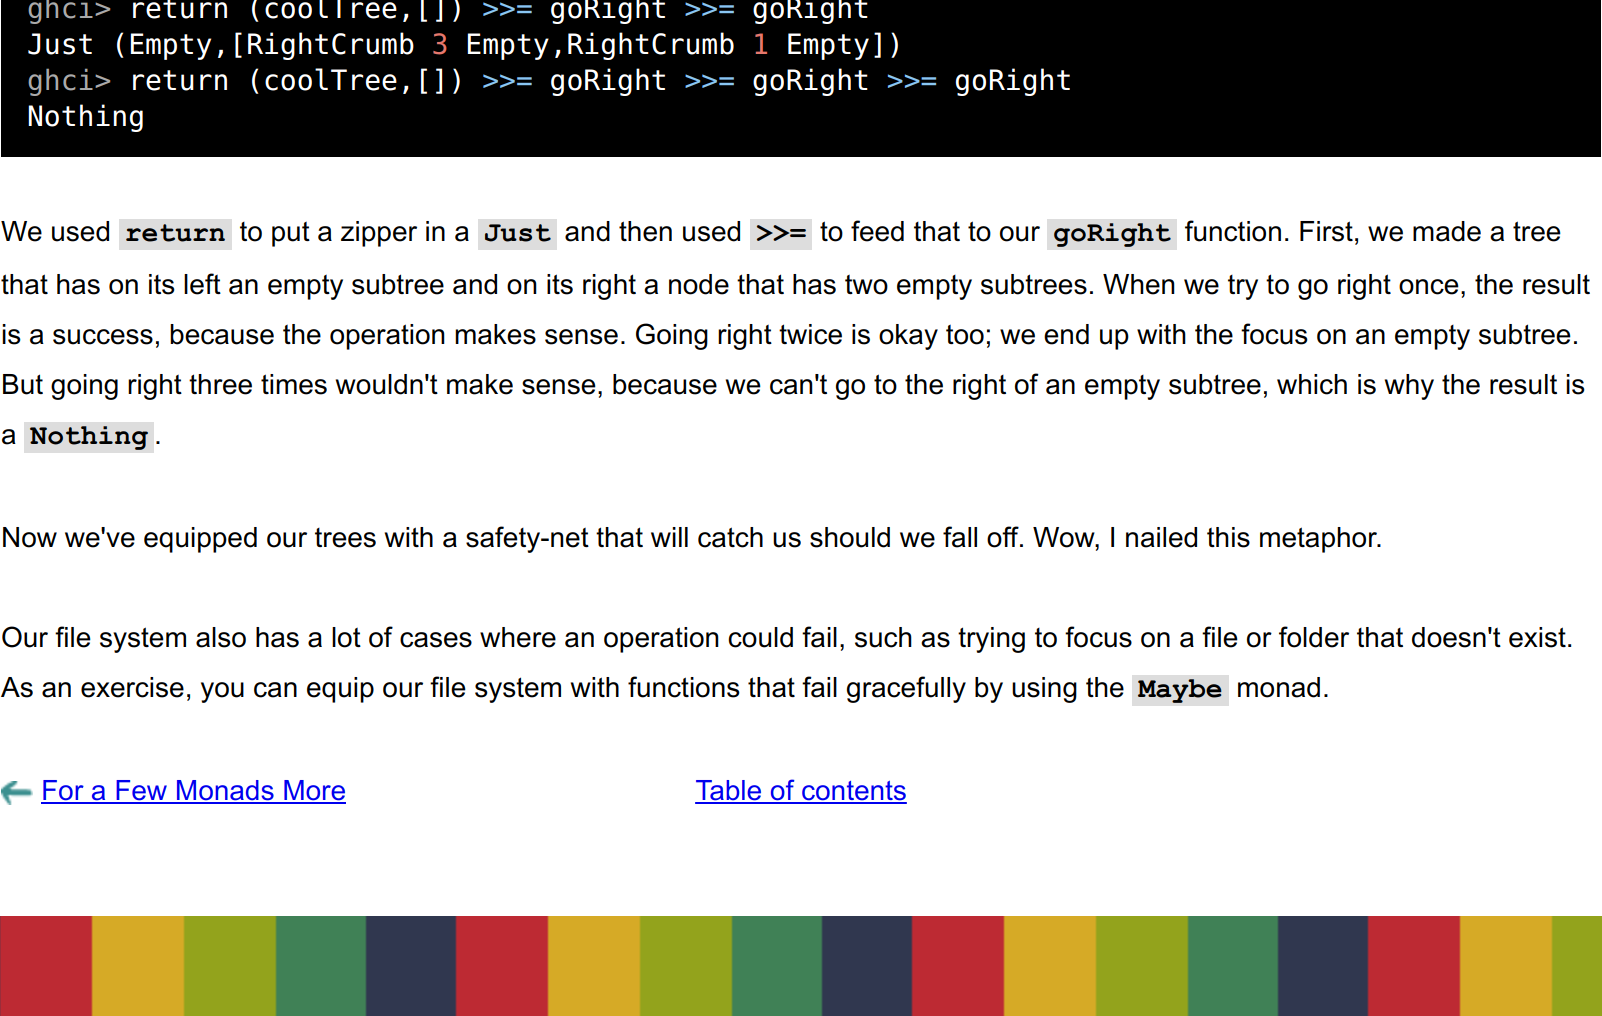 ghci> return (coolTree,[]) >>= goRight >>= goRight
Just (Empty,[RightCrumb 3 Empty,RightCrumb 1 Empty])
ghci> return (coolTree,[]) >>= goRight >>= goRight >>= goRight
Nothing
We used return to put a zipper in a Just and then used >>= to feed that to our goRight function. First, we made a tree
that has on its left an empty subtree and on its right a node that has two empty subtrees. When we try to go right once, the result
is a success, because the operation makes sense. Going right twice is okay too; we end up with the focus on an empty subtree.
But going right three times wouldn't make sense, because we can't go to the right of an empty subtree, which is why the result is
a Nothing.
Now we've equipped our trees with a safety-net that will catch us should we fall off. Wow, I nailed this metaphor.
Our file system also has a lot of cases where an operation could fail, such as trying to focus on a file or folder that doesn't exist.
As an exercise, you can equip our file system with functions that fail gracefully by using the Maybe monad.
For a Few Monads More
Table of contents